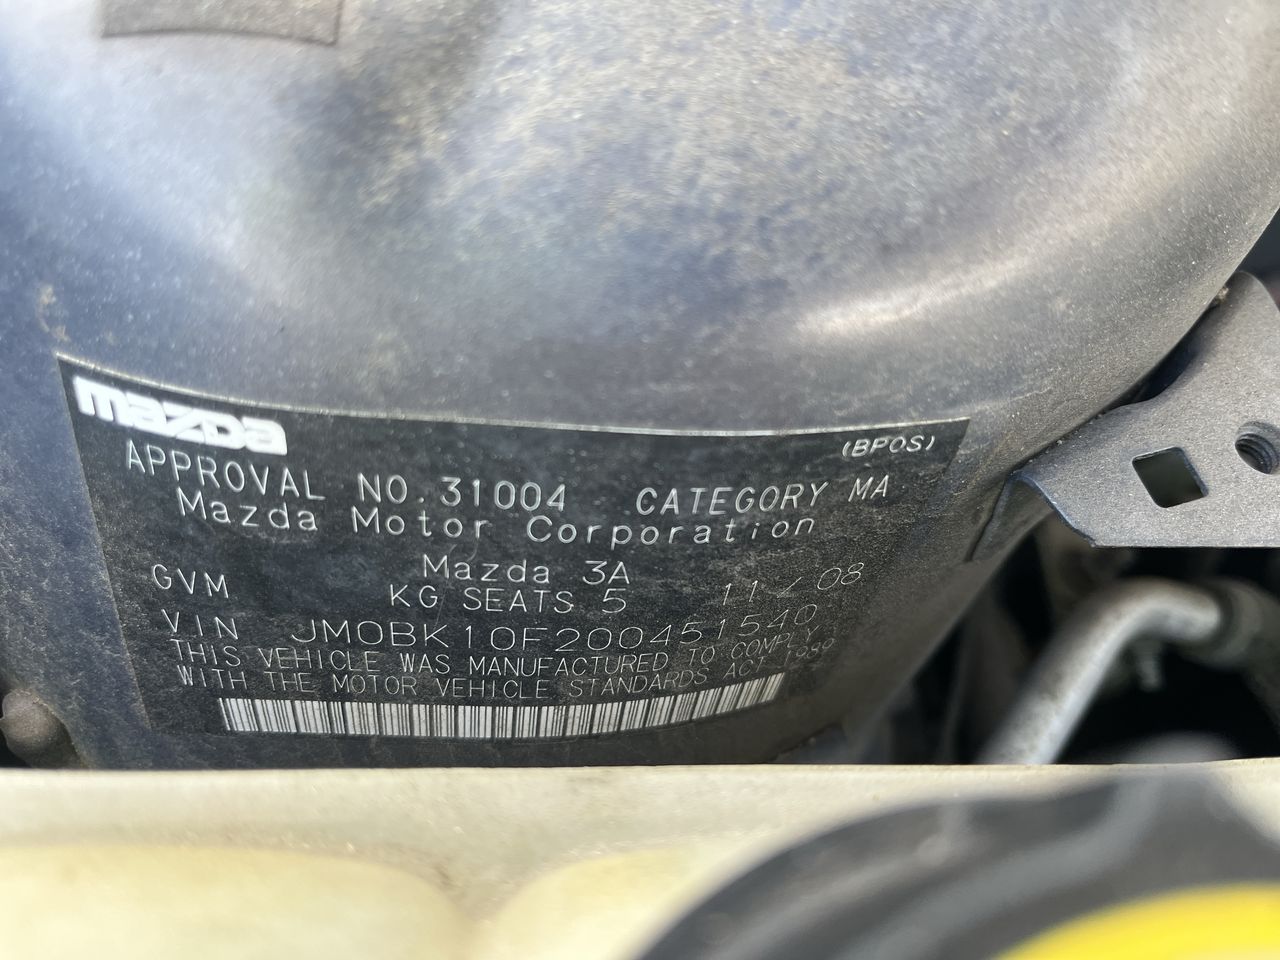 mazda
(BPOS)
APPROVAL NO.31004 CATEGORY MA
Mazda Motor Corporation
Mazda 3A
GVM KG SEATS 5 11/08
VIN JM0BK10F200451540
THIS VEHICLE WAS MANUFACTURED TO COMPLY
WITH THE MOTOR VEHICLE STANDARDS ACT 1989